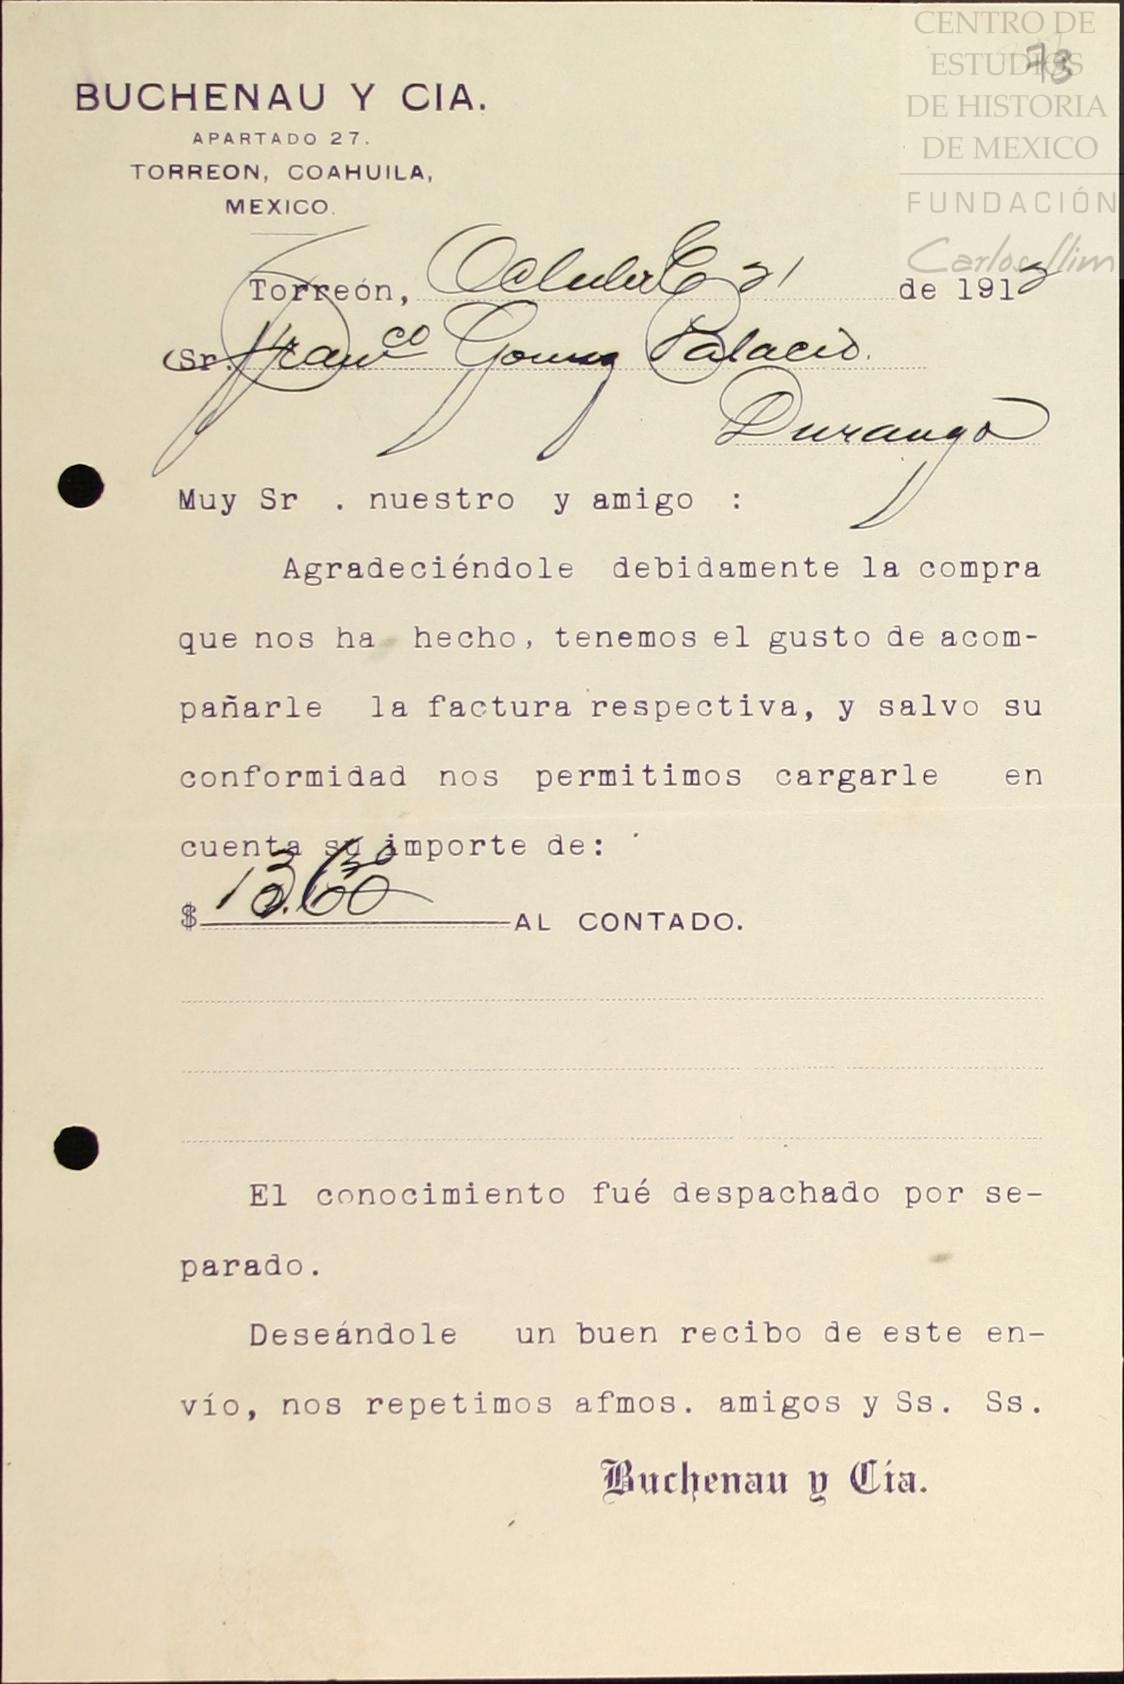 CENTRO DE
ESTUDIOS
DE HISTORIA
DE MEXICO
FUNDACIÓN
Carlos Slim
73
BUCHENAU Y CIA.
APARTADO 27.
TORREON, COAHUILA,
MEXICO.
Torreón, Octubre 21 de 1913
Sr. Franco Gomez Palacio.
Durango
Muy Sr . nuestro y amigo :
Agradeciéndole debidamente la compra
que nos ha hecho, tenemos el gusto de acom-
pañarle la factura respectiva, y salvo su
conformidad nos permitimos cargarle en
cuenta su importe de:
$ AL CONTADO.
El conocimiento fué despachado por se-
parado.
Deseándole un buen recibo de este en-
vío, nos repetimos afmos. amigos y Ss. Ss.
Buchenau y Cía.